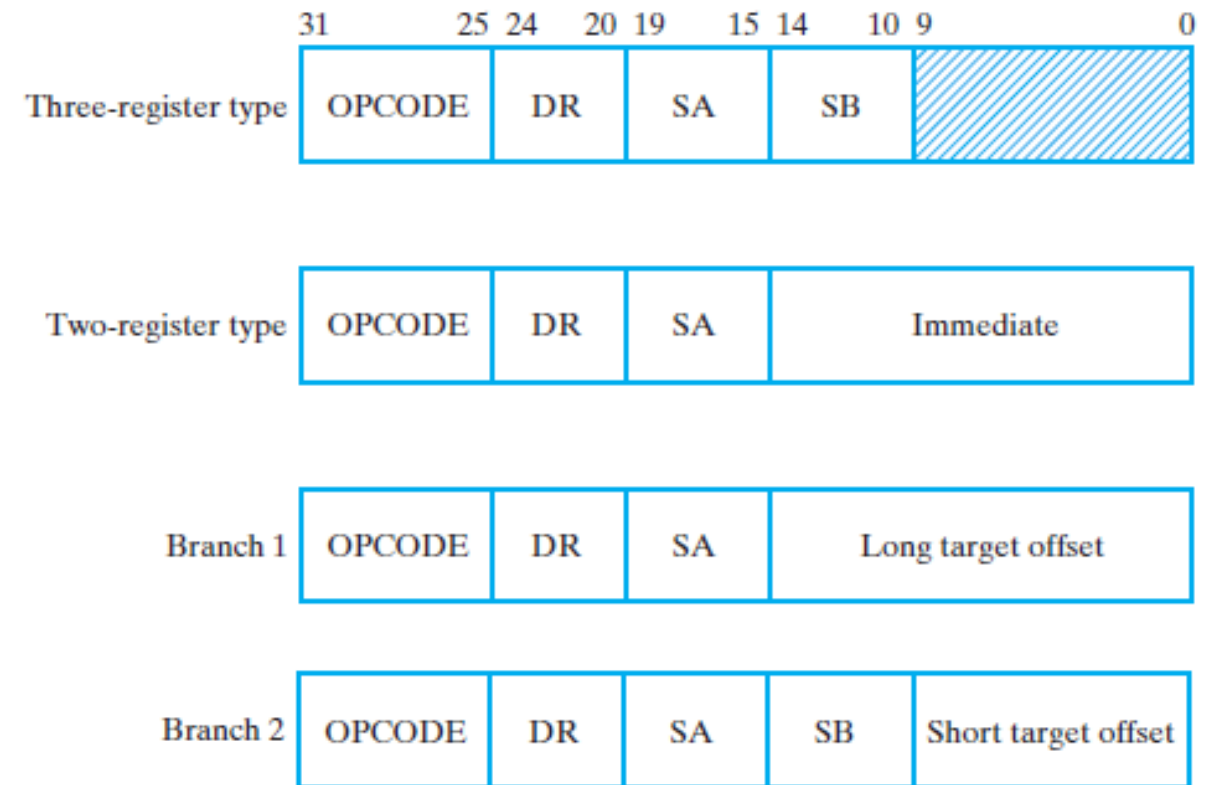 31 25 24 20 19 15 14 10 9 0
Three-register type OPCODE DR SA SB
Two-register type OPCODE DR SA Immediate
Branch 1 OPCODE DR SA Long target offset
Branch 2 OPCODE DR SA SB Short target offset